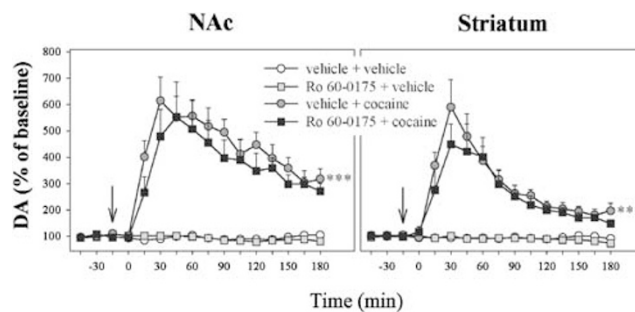 NAc
Striatum
DA (% of baseline)
800
700
600
500
400
300
200
100
vehicle + vehicle
Ro 60-0175 + vehicle
vehicle + cocaine
Ro 60-0175 + cocaine
***
**
-30 0 30 60 90 120 150 180
-30 0 30 60 90 120 150 180
Time (min)